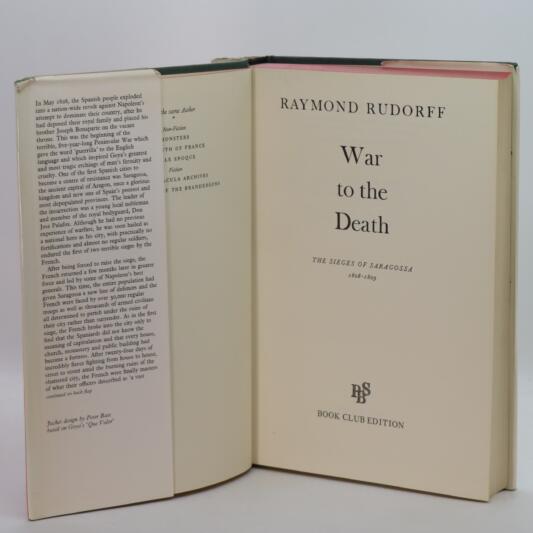 In May 1808, the Spanish people exploded
into a nation-wide revolt against Napoleon's
attempt to dominate their country, after he
had deposed their royal family and placed his
brother Joseph Bonaparte on the vacant
throne. This was the beginning of the
terrible, five-year-long Peninsular War which
gave the word 'guerrilla' to the English
language and which inspired Goya's greatest
and most tragic etchings of man's ferocity and
cruelty. One of the first Spanish cities to
become a centre of resistance was Saragossa,
the ancient capital of Aragon, once a glorious
kingdom and now one of Spain's poorest and
most depopulated provinces. The leader of
the insurrection was a young local nobleman
and member of the royal bodyguard, Don
Jose Palafox. Although he had no previous
experience of warfare, he was soon hailed as
a national hero as his city, with practically no
fortifications and almost no regular soldiers,
endured the first of two terrible sieges by the
French.
After being forced to raise the siege, the
French returned a few months later in greater
force and led by some of Napoleon's best
generals. This time, the entire population had
given Saragossa a new line of defences and the
French were faced by over 30,000 regular
troops as well as thousands of armed civilians
all determined to perish under the ruins of
their city rather than surrender. As in the first
siege, the French broke into the city only to
find that the Spaniards did not know the
meaning of capitulation and that every house,
church, monastery and public building had
become a fortress. After twenty-four days of
incredibly fierce fighting from house to house,
street to street amid the burning ruins of the
shattered city, the French were finally masters
of what their officers described as 'a vast
continued on back flap
Jacket design by Peter
based on Goya's "Que Valor"
the same Author
Non-Fiction
MONSTERS
TH OF FRANCE
LE EPOQUE
Fiction
ACULA ARCHIVES
OF THE BRANDERSONS
RAYMOND RUDORFF
War
to the
Death
THE SIEGES OF SARAGOSSA
1808-1809
BOOK CLUB EDITION